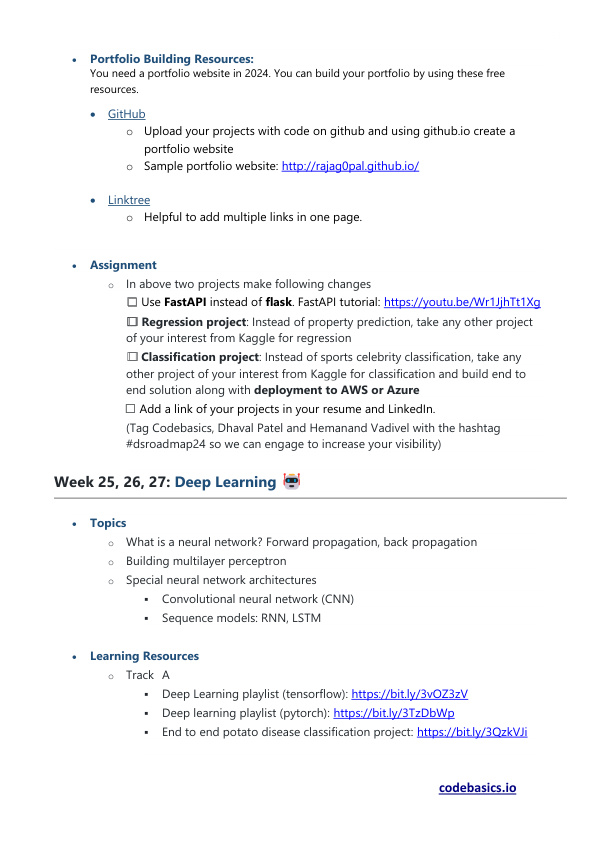 • Portfolio Building Resources:
You need a portfolio website in 2024. You can build your portfolio by using these free
resources.
• GitHub
o Upload your projects with code on github and using github.io create a
portfolio website
o Sample portfolio website: http://rajag0pal.github.io/
• Linktree
o Helpful to add multiple links in one page.
• Assignment
o In above two projects make following changes
☐ Use FastAPI instead of flask. FastAPI tutorial: https://youtu.be/Wr1JjhTt1Xg
☐ Regression project: Instead of property prediction, take any other project
of your interest from Kaggle for regression
☐ Classification project: Instead of sports celebrity classification, take any
other project of your interest from Kaggle for classification and build end to
end solution along with deployment to AWS or Azure
☐ Add a link of your projects in your resume and LinkedIn.
(Tag Codebasics, Dhaval Patel and Hemanand Vadivel with the hashtag
#dsroadmap24 so we can engage to increase your visibility)
Week 25, 26, 27: Deep Learning 🤖
• Topics
o What is a neural network? Forward propagation, back propagation
o Building multilayer perceptron
o Special neural network architectures
▪ Convolutional neural network (CNN)
▪ Sequence models: RNN, LSTM
• Learning Resources
o Track A
▪ Deep Learning playlist (tensorflow): https://bit.ly/3vOZ3zV
▪ Deep learning playlist (pytorch): https://bit.ly/3TzDbWp
▪ End to end potato disease classification project: https://bit.ly/3QzkVJi
codebasics.io